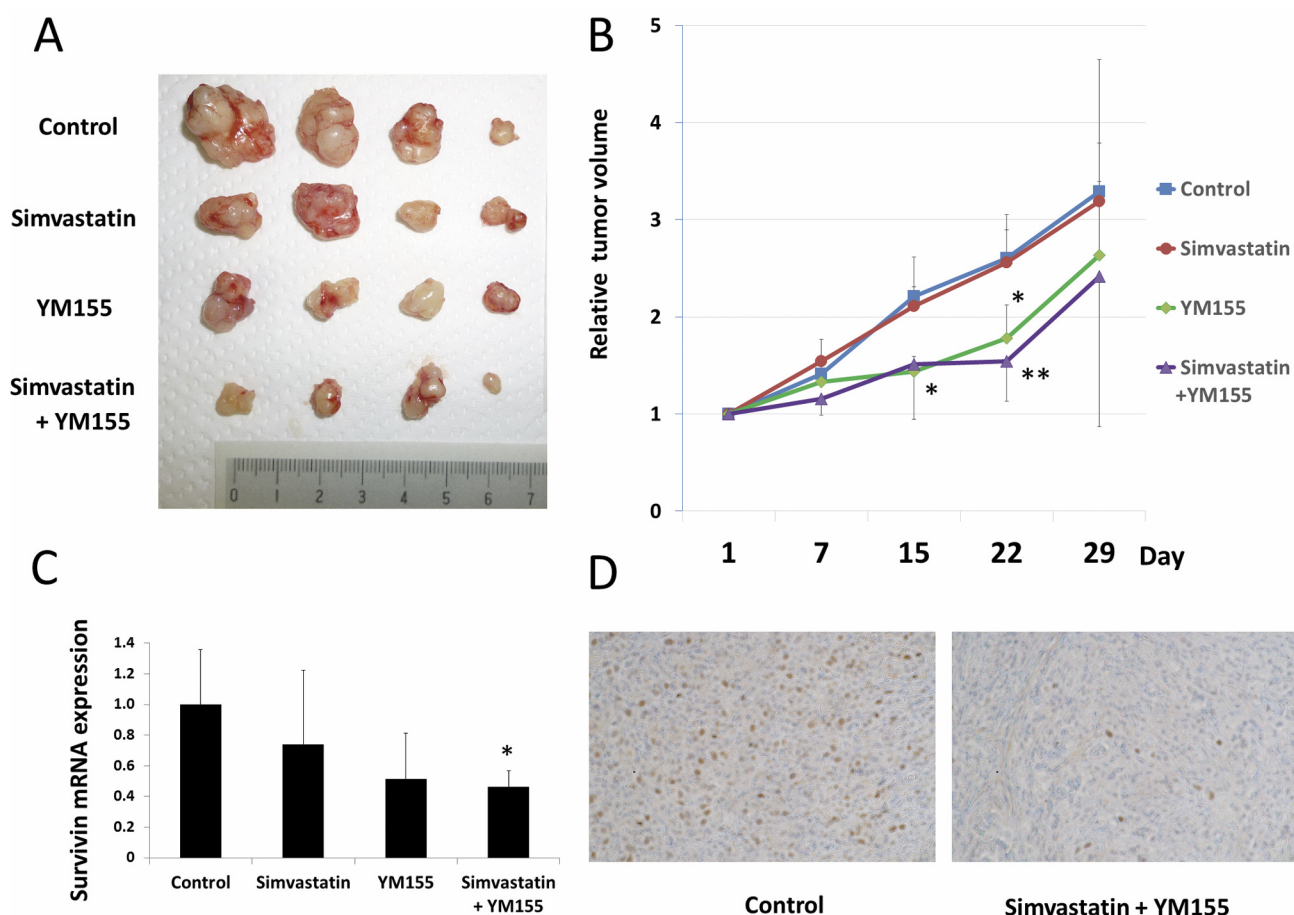 A
Control
Simvastatin
YM155
Simvastatin
+ YM155
0 1 2 3 4 5 6 7
B
Relative tumor volume
5
4
3
2
1
0
1 7 15 22 29 Day
*
*
**
Control
Simvastatin
YM155
Simvastatin
+YM155
C
Survivin mRNA expression
1.4
1.2
1.0
0.8
0.6
0.4
0.2
0
*
Control
Simvastatin
YM155
Simvastatin
+ YM155
D
Control
Simvastatin + YM155